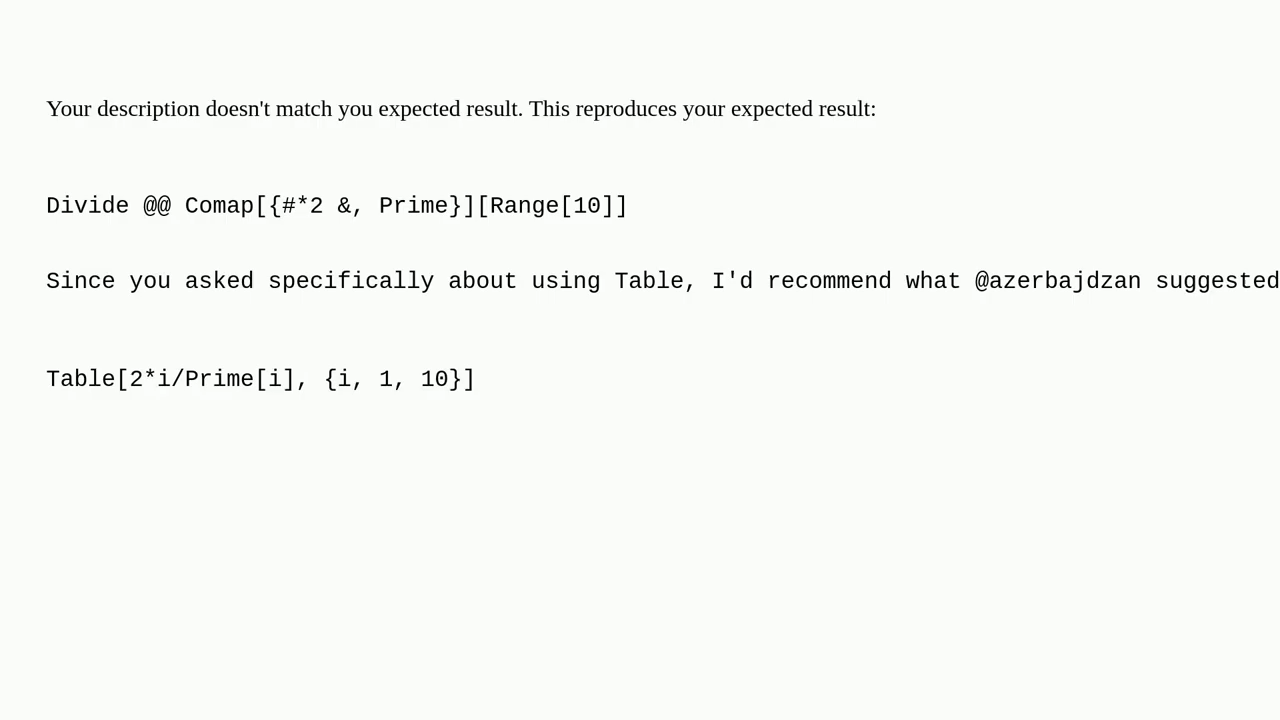 Your description doesn't match you expected result. This reproduces your expected result:
Divide @@ Comap[{#*2 &, Prime}][Range[10]]
Since you asked specifically about using Table, I'd recommend what @azerbajdzan suggested
Table[2*i/Prime[i], {i, 1, 10}]